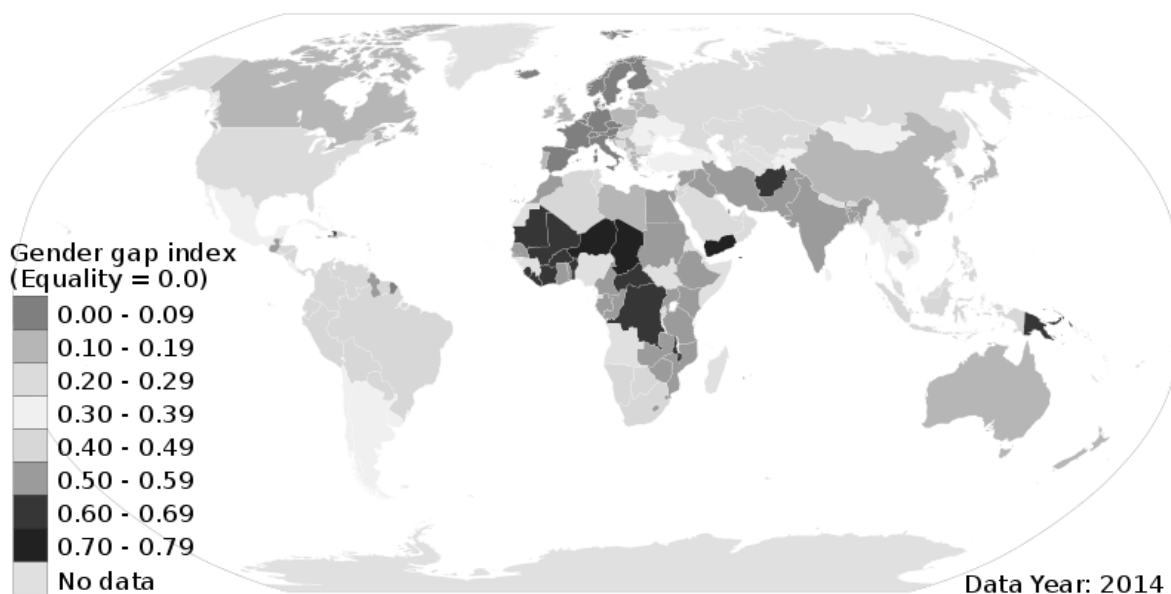 Gender gap index
(Equality = 0.0)
0.00 - 0.09
0.10 - 0.19
0.20 - 0.29
0.30 - 0.39
0.40 - 0.49
0.50 - 0.59
0.60 - 0.69
0.70 - 0.79
No data
Data Year: 2014